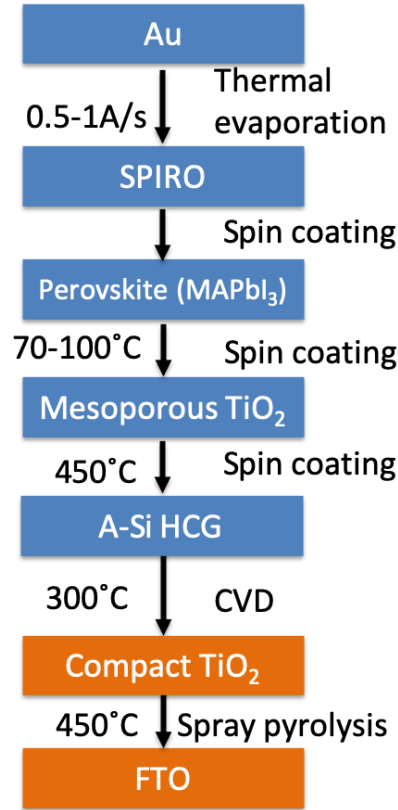 Au
Thermal
evaporation
0.5-1A/s
SPIRO
Spin coating
Perovskite (MAPbI₃)
70-100˚C
Spin coating
Mesoporous TiO₂
450˚C
Spin coating
A-Si HCG
300˚C
CVD
Compact TiO₂
450˚C
Spray pyrolysis
FTO